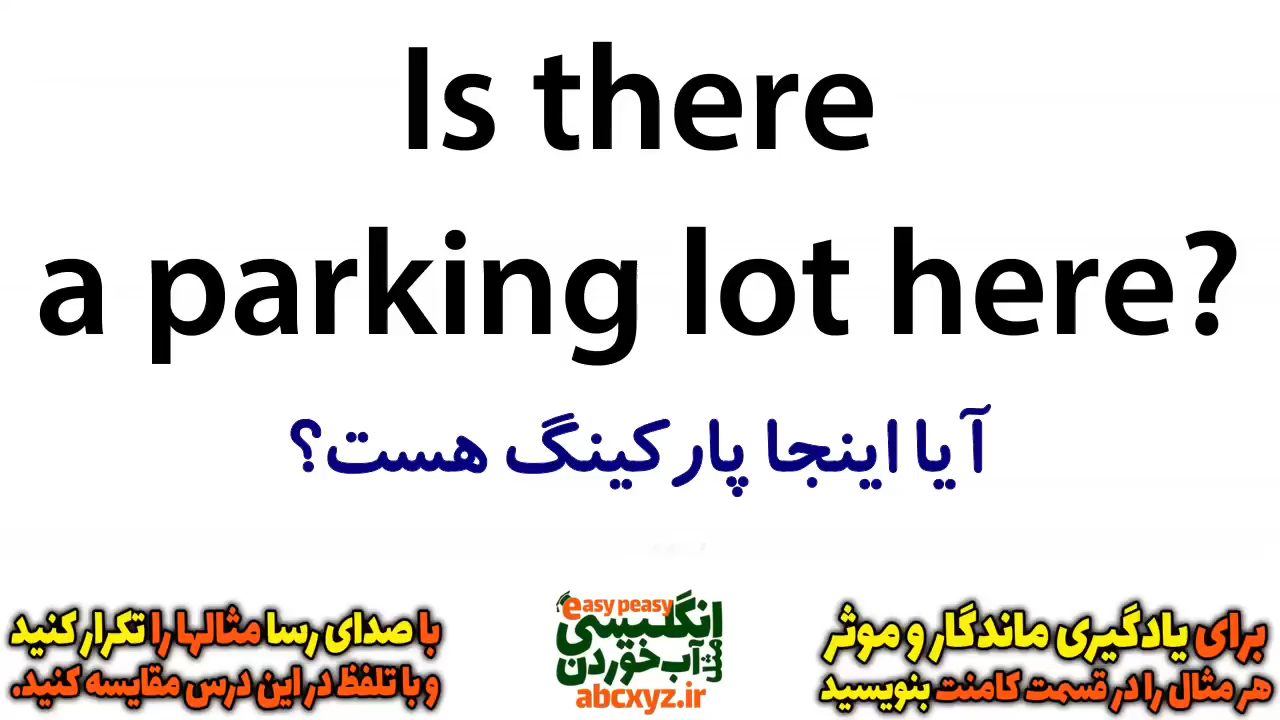 Is there
a parking lot here?
آیا اینجا پارکینگ هست؟
برای یادگیری ماندگار و موثر
هر مثال را در قسمت کامنت بنویسید
easy peasy
انگلیسی
مثل آب خوردن
abcxyz.ir
با صدای رسا مثالها را تکرار کنید
و با تلفظ در این درس مقایسه کنید.